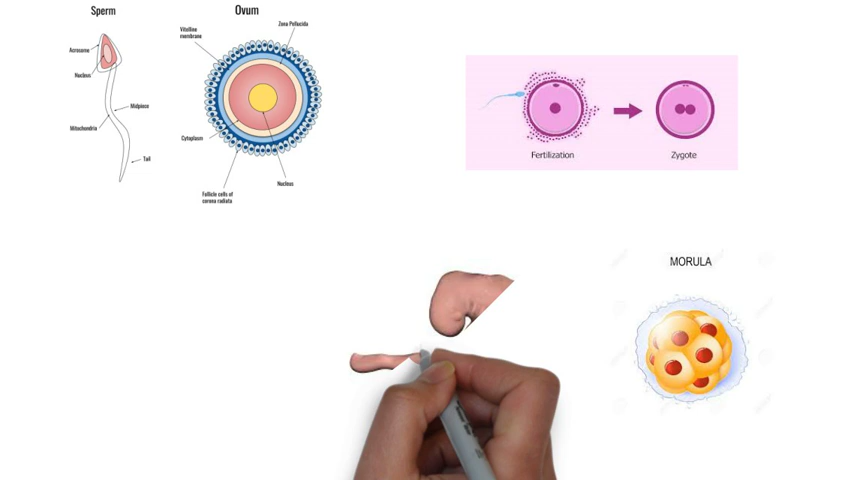 Sperm
Ovum
Vitelline
membrane
Zona Pellucida
Acrosome
Nucleus
Midpiece
Mitochondria
Tail
Cytoplasm
Nucleus
Follicle cells of
corona radiata
Fertilization
Zygote
MORULA